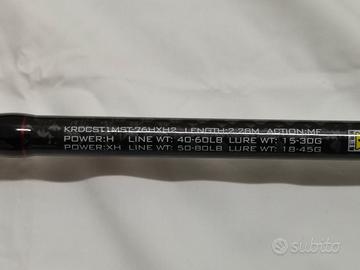 KROCST1MST-76HXH2 LENGTH:2.28M ACTION:MF
POWER:H LINE WT: 40-60LB LURE WT: 15-30G
POWER:XH LINE WT: 50-80LB LURE WT: 18-45G
subito